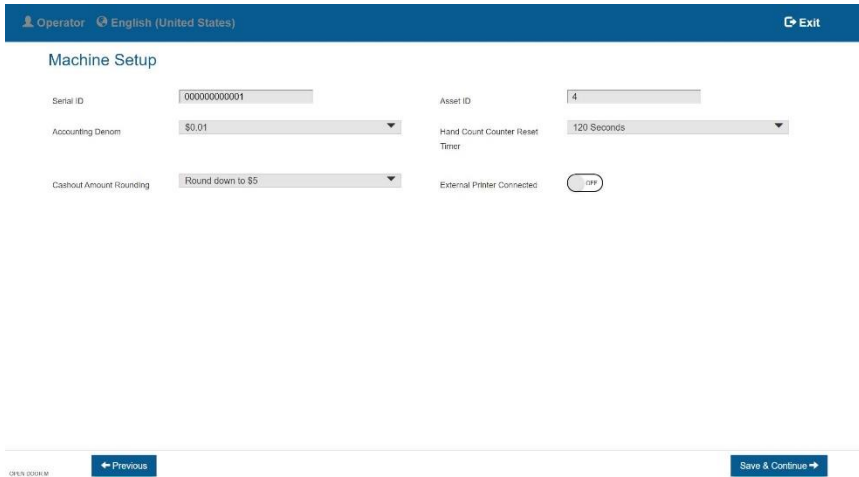 Operator English (United States) Exit
Machine Setup
Serial ID 000000000001 Asset ID 4
Accounting Denom $0.01 Hand Count Counter Reset 120 Seconds
Timer
Cashout Amount Rounding Round down to $5 External Printer Connected OFF
Previous Save & Continue
OPEN DOOR M